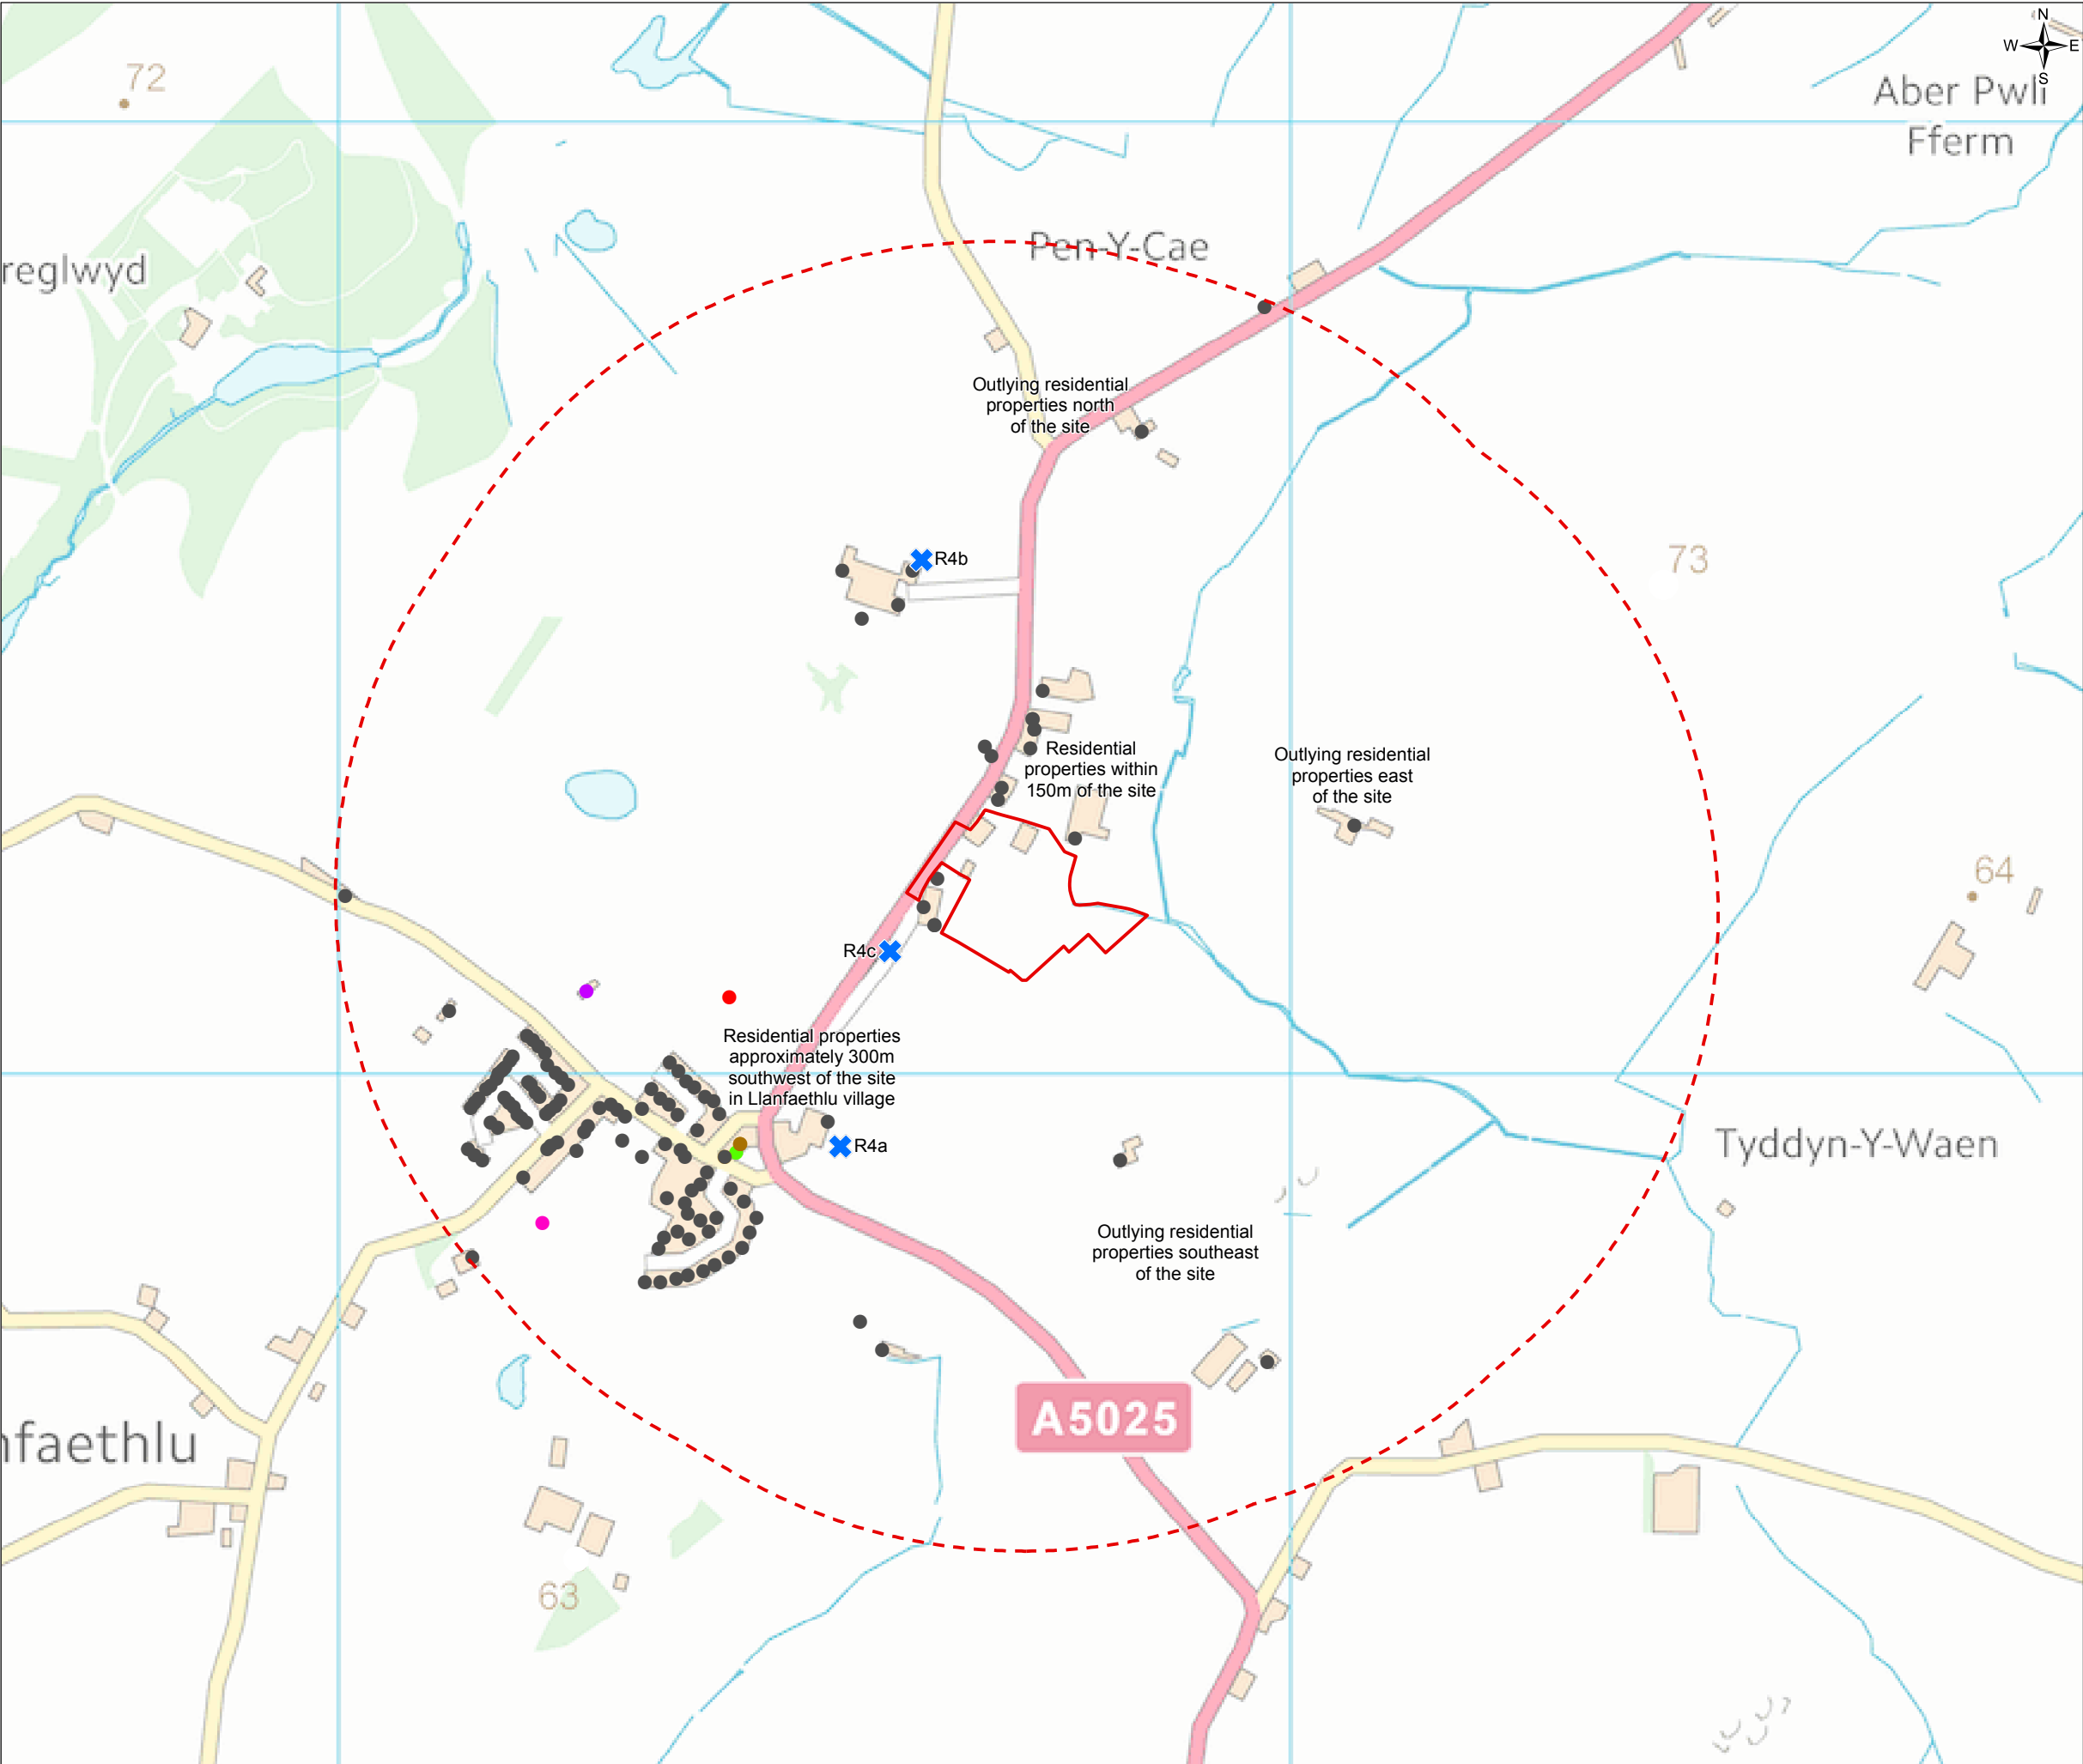 N
W E
S
72
Aber Pwll
Fferm
reglwyd
Pen-Y-Cae
Outlying residential
properties north
of the site
R4b
73
Residential
properties within
150m of the site
Outlying residential
properties east
of the site
64
R4c
Residential properties
approximately 300m
southwest of the site
in Llanfaethlu village
R4a
Tyddyn-Y-Waen
Outlying residential
properties southeast
of the site
A5025
nfaethlu
63